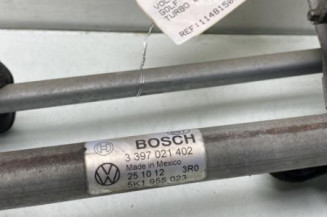 VOL
GOLF
TURBO
REF:1148150
BOSCH
3 397 021 402
Made in Mexico
25 10 12 3R0
5K1 955 023